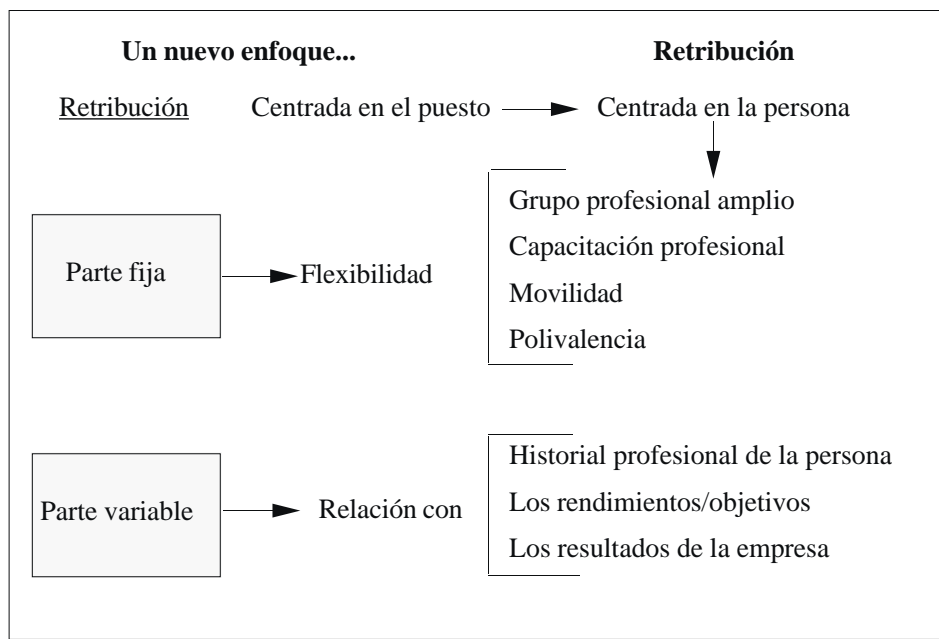 Un nuevo enfoque...
Retribución
Retribución
Centrada en el puesto
Centrada en la persona
Parte fija
Flexibilidad
Grupo profesional amplio
Capacitación profesional
Movilidad
Polivalencia
Parte variable
Relación con
Historial profesional de la persona
Los rendimientos/objetivos
Los resultados de la empresa